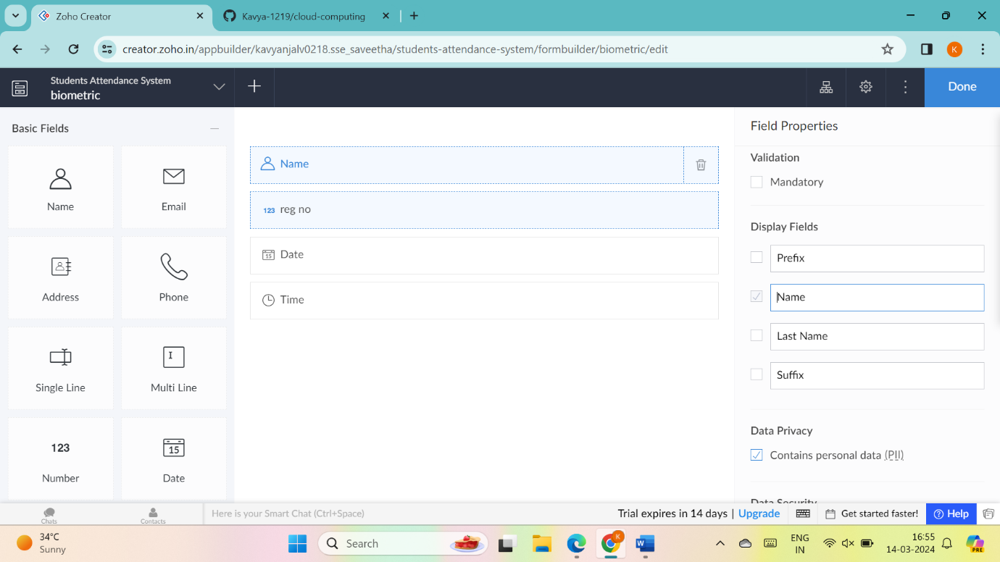 Zoho Creator
Kavya-1219/cloud-computing
creator.zoho.in/appbuilder/kavyanjalv0218.sse_saveetha/students-attendance-system/formbuilder/biometric/edit
K
Students Attendance System
biometric
Done
Basic Fields
Name
Email
Address
Phone
Single Line
Multi Line
123
Number
15
Date
Name
123 reg no
15 Date
Time
Field Properties
Validation
Mandatory
Display Fields
Prefix
Name
Last Name
Suffix
Data Privacy
Contains personal data (PII)
Data Security
Chats
Contacts
Here is your Smart Chat (Ctrl+Space)
Trial expires in 14 days | Upgrade
Get started faster!
Help
34°C
Sunny
Search
K
W
ENG
IN
16:55
14-03-2024
PRE